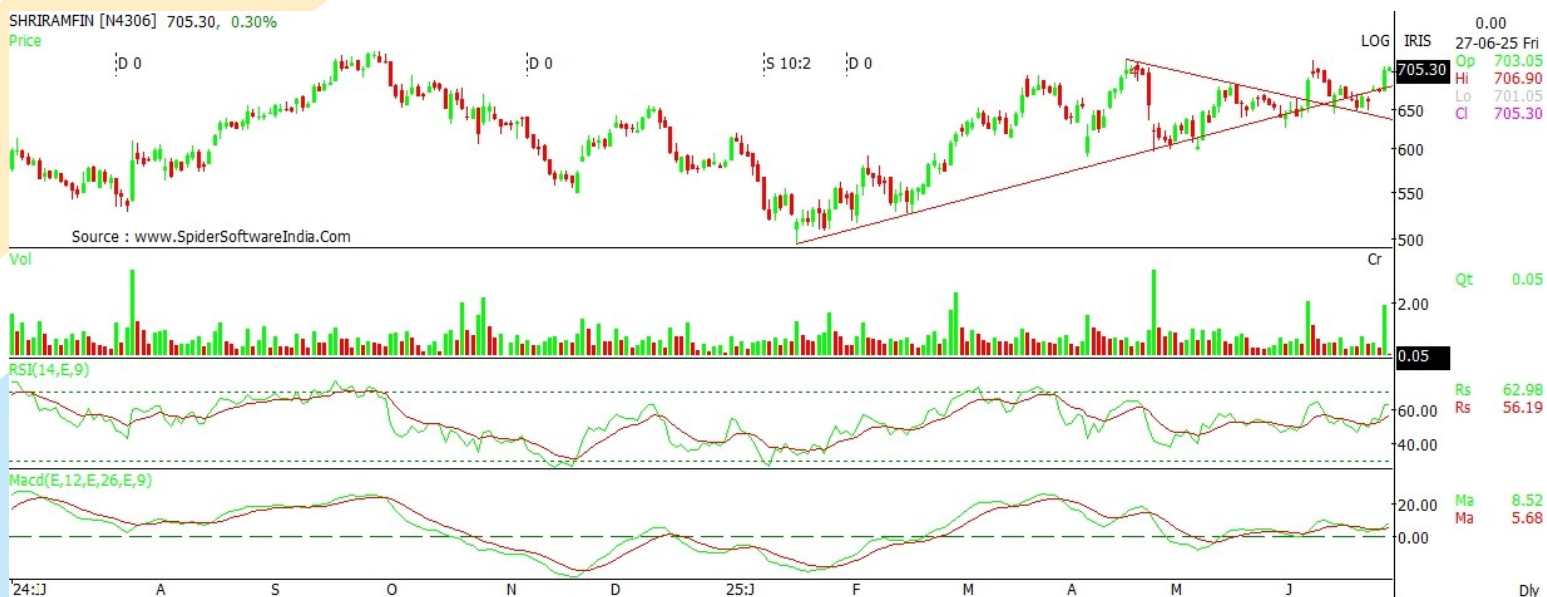 SHRIRAMFIN [N4306] 705.30, 0.30%
Price
D 0
D 0
S 10:2
D 0
LOG
IRIS
0.00
27-06-25 Fri
Op 703.05
Hi 706.90
Lo 701.05
Cl 705.30
705.30
650
600
550
500
Source : www.SpiderSoftwareIndia.Com
Vol
Cr
Qt 0.05
2.00
0.05
RSI(14,E,9)
Rs 62.98
Rs 56.19
60.00
40.00
Macd(E,12,E,26,E,9)
Ma 8.52
Ma 5.68
20.00
0.00
A S O N D 25:J F M A M J
Dly